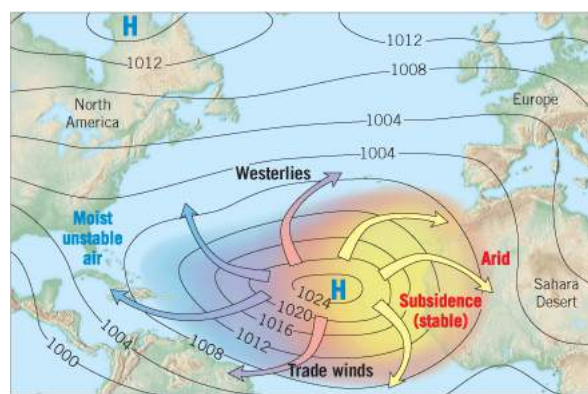 H
1012
1012
1008
North
America
Europe
1004
1004
Westerlies
Moist
unstable
air
Arid
H
1024
1020
1016
1012
1008
Subsidence
(stable)
Sahara
Desert
1004
1000
Trade winds